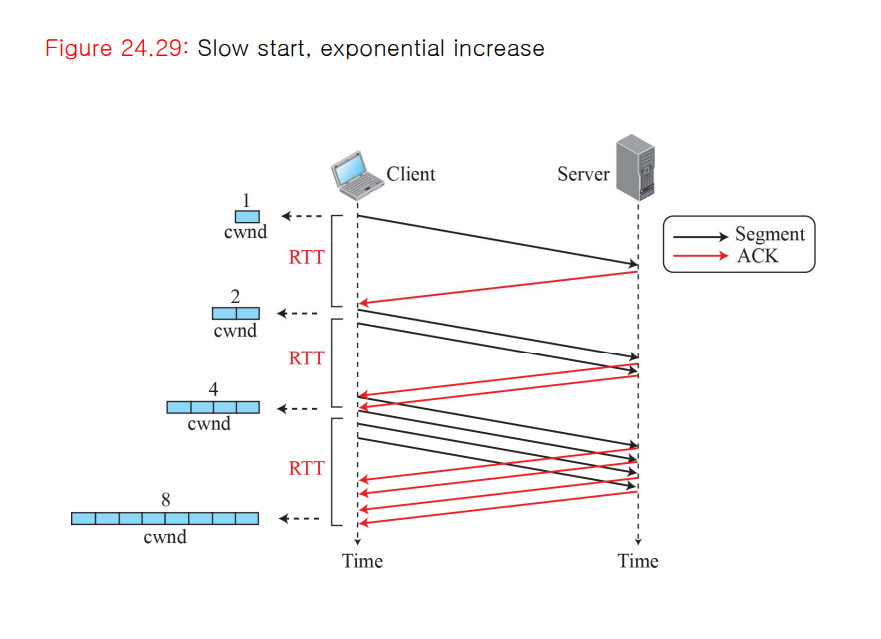 Figure 24.29: Slow start, exponential increase
Client
Server
1
cwnd
RTT
Segment
ACK
2
cwnd
RTT
4
cwnd
RTT
8
cwnd
Time
Time